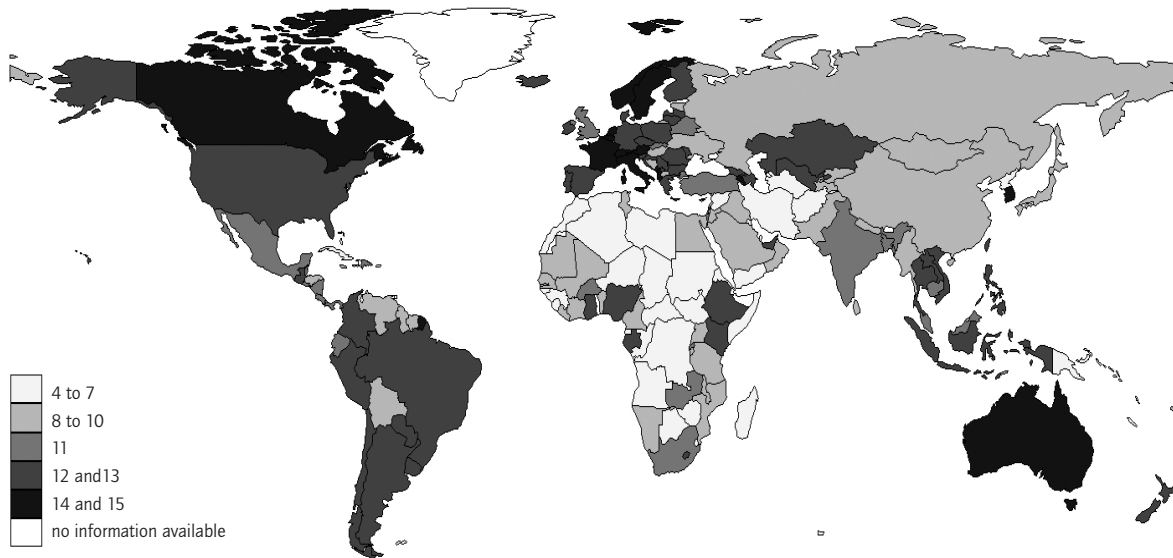 4 to 7
8 to 10
11
12 and13
14 and 15
no information available